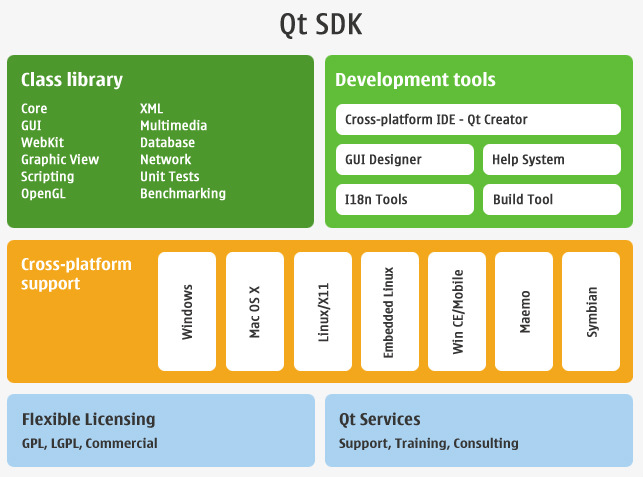 Qt SDK
Class library
Core
GUI
WebKit
Graphic View
Scripting
OpenGL
XML
Multimedia
Database
Network
Unit Tests
Benchmarking
Development tools
Cross-platform IDE - Qt Creator
GUI Designer
Help System
I18n Tools
Build Tool
Cross-platform
support
Windows
Mac OS X
Linux/X11
Embedded Linux
Win CE/Mobile
Maemo
Symbian
Flexible Licensing
GPL, LGPL, Commercial
Qt Services
Support, Training, Consulting